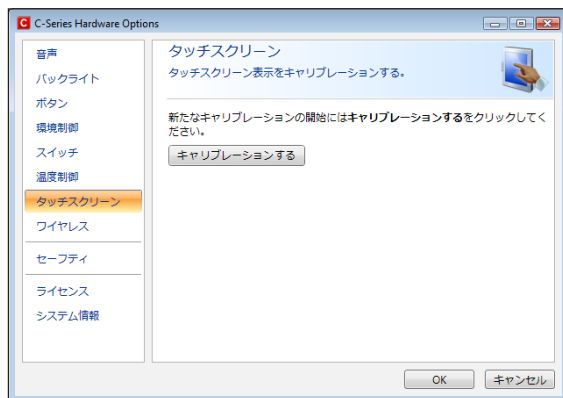 C-Series Hardware Options
音声
バックライト
ボタン
環境制御
スイッチ
温度制御
タッチスクリーン
ワイヤレス
セーフティ
ライセンス
システム情報
タッチスクリーン
タッチスクリーン表示をキャリブレーションする。
新たなキャリブレーションの開始にはキャリブレーションするをクリックしてく
ださい。
キャリブレーションする
OK
キャンセル